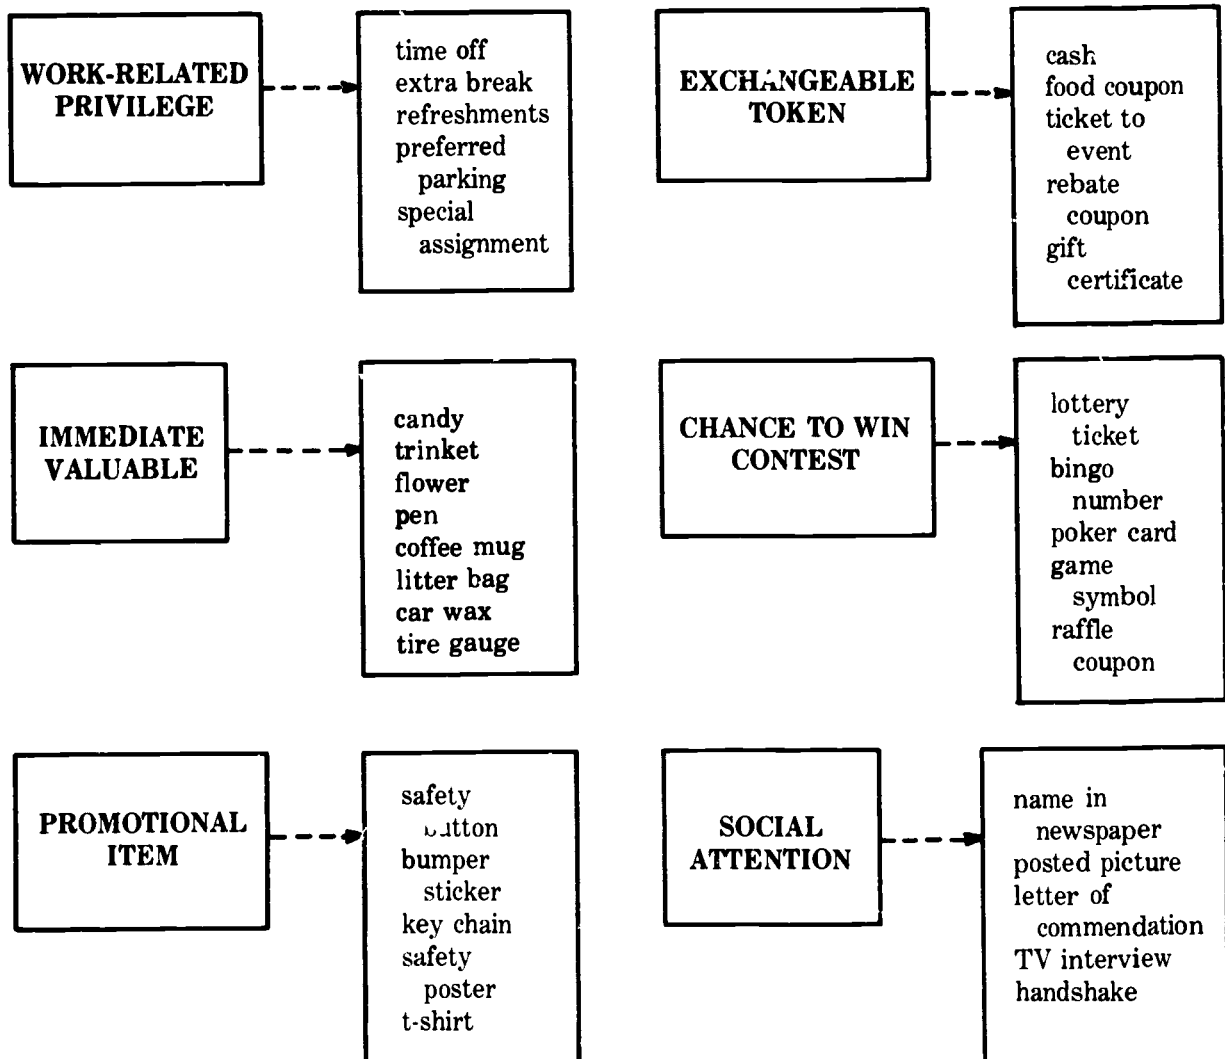 WORK-RELATED
PRIVILEGE
time off
extra break
refreshments
preferred
parking
special
assignment
EXCHANGEABLE
TOKEN
cash
food coupon
ticket to
event
rebate
coupon
gift
certificate
IMMEDIATE
VALUABLE
candy
trinket
flower
pen
coffee mug
litter bag
car wax
tire gauge
CHANCE TO WIN
CONTEST
lottery
ticket
bingo
number
poker card
game
symbol
raffle
coupon
PROMOTIONAL
ITEM
safety
button
bumper
sticker
key chain
safety
poster
t-shirt
SOCIAL
ATTENTION
name in
newspaper
posted picture
letter of
commendation
TV interview
handshake